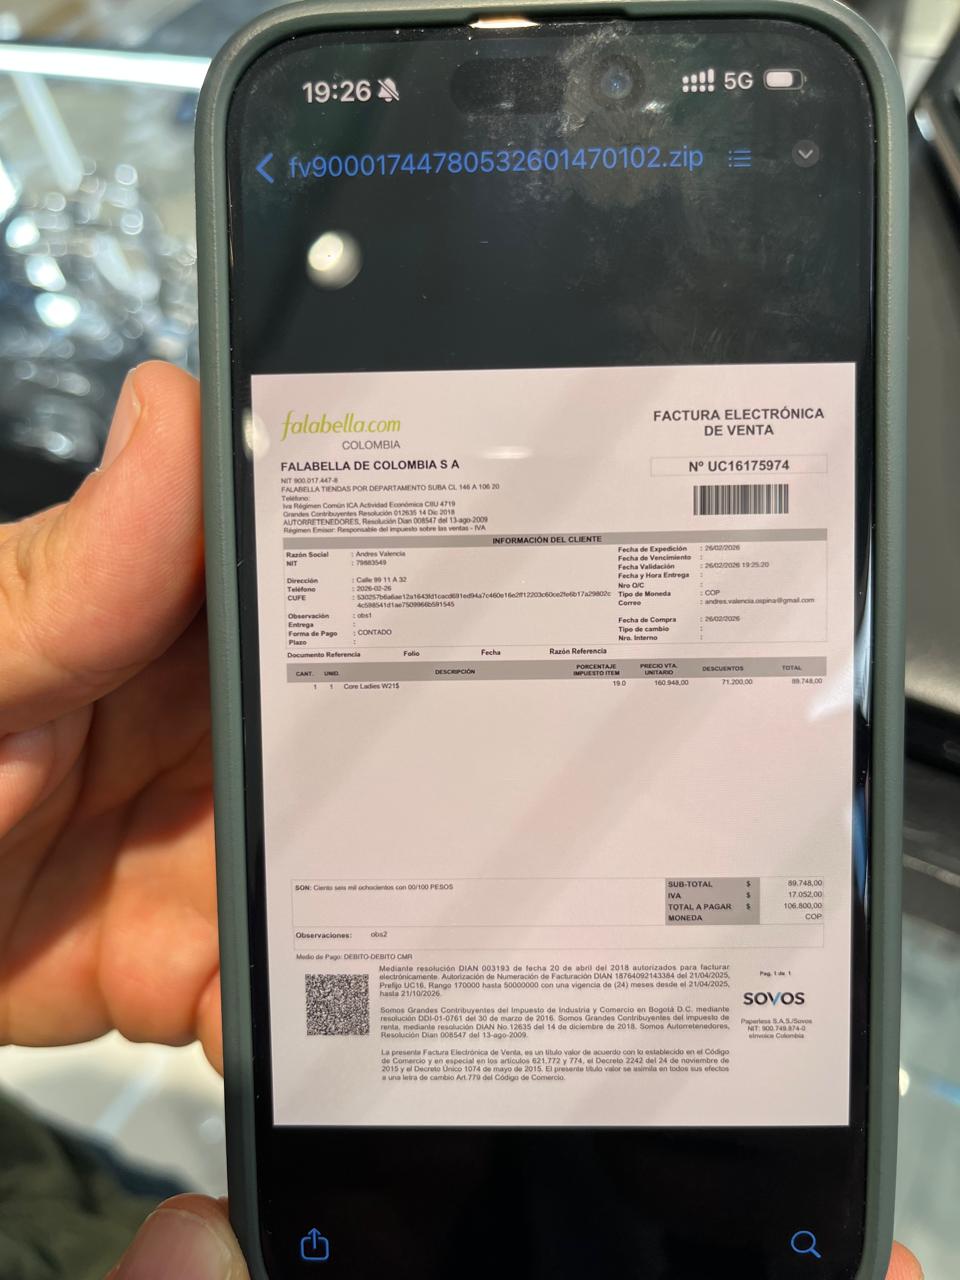 19:26
5G
fv90001744780532601470102.zip
falabella.com
COLOMBIA
FACTURA ELECTRÓNICA
DE VENTA
FALABELLA DE COLOMBIA S A
Nº UC16175974
NIT 900.017.447-8
FALABELLA TIENDAS POR DEPARTAMENTO SUBA CL 146 A 106 20
Teléfono:
Iva Régimen Común ICA Actividad Económica CIIU 4719
Grandes Contribuyentes Resolución 012635 14 Dic 2018
AUTORRETENEDORES, Resolución Dian 008547 del 13-ago-2009
Régimen Emisor: Responsable del impuesto sobre las ventas - IVA
INFORMACIÓN DEL CLIENTE
Razón Social : Andres Valencia
NIT : 79883549
Dirección : Calle 99 11 A 32
Teléfono : 2026-02-26
CUFE
Observación : obs1
Entrega :
Forma de Pago : CONTADO
Plazo :
Fecha de Expedición : 26/02/2026
Fecha de Vencimiento :
Fecha Validación : 26/02/2026 19:25:20
Fecha y Hora Entrega :
Nro O/C :
Tipo de Moneda : COP
Correo : andres.valencia.ospina@gmail.com
Fecha de Compra : 26/02/2026
Tipo de cambio :
Nro. Interno :
Documento Referencia Folio Fecha Razón Referencia
CANT. UNID. DESCRIPCIÓN PORCENTAJE IMPUESTO ITEM PRECIO VTA. UNITARIO DESCUENTOS TOTAL
1 1 Core Ladies W21$ 19.0 160.948,00 71.200,00 89.748,00
SON: Ciento seis mil ochocientos con 00/100 PESOS
SUB-TOTAL $ 89.748,00
IVA $ 17.052,00
TOTAL A PAGAR $ 106.800,00
MONEDA COP
Observaciones: obs2
Medio de Pago: DEBITO-DEBITO CMR
Mediante resolución DIAN 003193 de fecha 20 de abril del 2018 autorizados para facturar
electrónicamente. Autorización de Numeración de Facturación DIAN 18764092143384 del 21/04/2025,
Prefijo UC16, Rango 170000 hasta 50000000 con una vigencia de (24) meses desde el 21/04/2025,
hasta 21/10/2026.
Somos Grandes Contribuyentes del Impuesto de Industria y Comercio en Bogotá D.C. mediante
resolución DDI-01-0761 del 30 de marzo de 2016. Somos Grandes Contribuyentes del impuesto de
renta, mediante resolución DIAN No.12635 del 14 de diciembre de 2018. Somos Autorretenedores,
Resolución Dian 008547 del 13-ago-2009.
La presente Factura Electrónica de Venta, es un título valor de acuerdo con lo establecido en el Código
de Comercio y en especial en los artículos 621,772 y 774, el Decreto 2242 del 24 de noviembre de
2015 y el Decreto Único 1074 de mayo de 2015. El presente título valor se asimila en todos sus efectos
a una letra de cambio Art.779 del Código de Comercio.
Pag. 1 de 1
SOVOS
Paperless S.A.S./Sovos
NIT: 900.749.874-0
eInvoice Colombia